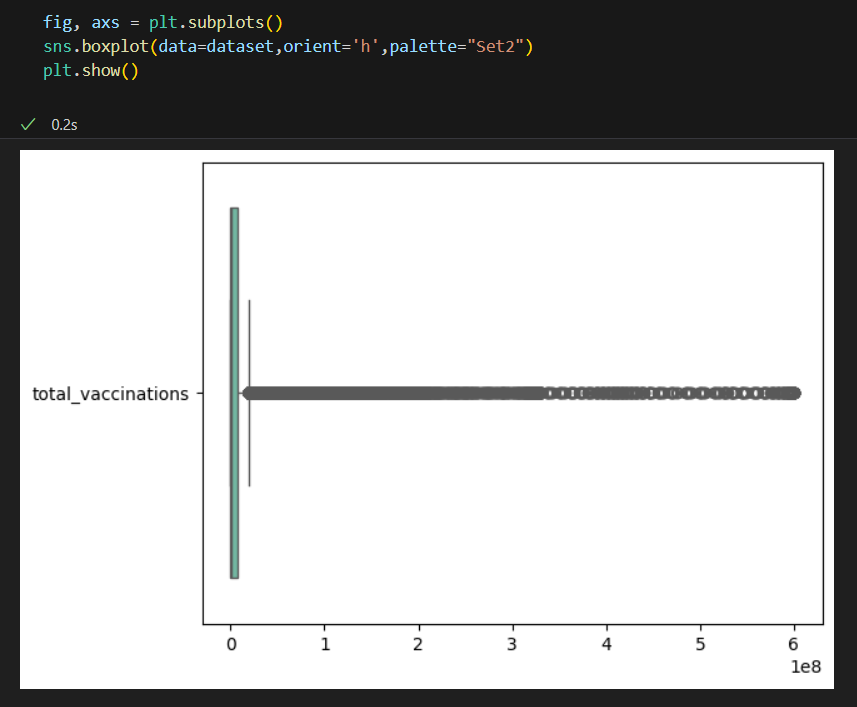 fig, axs = plt.subplots()
sns.boxplot(data=dataset,orient='h',palette="Set2")
plt.show()
0.2s
total_vaccinations
0 1 2 3 4 5 6
1e8